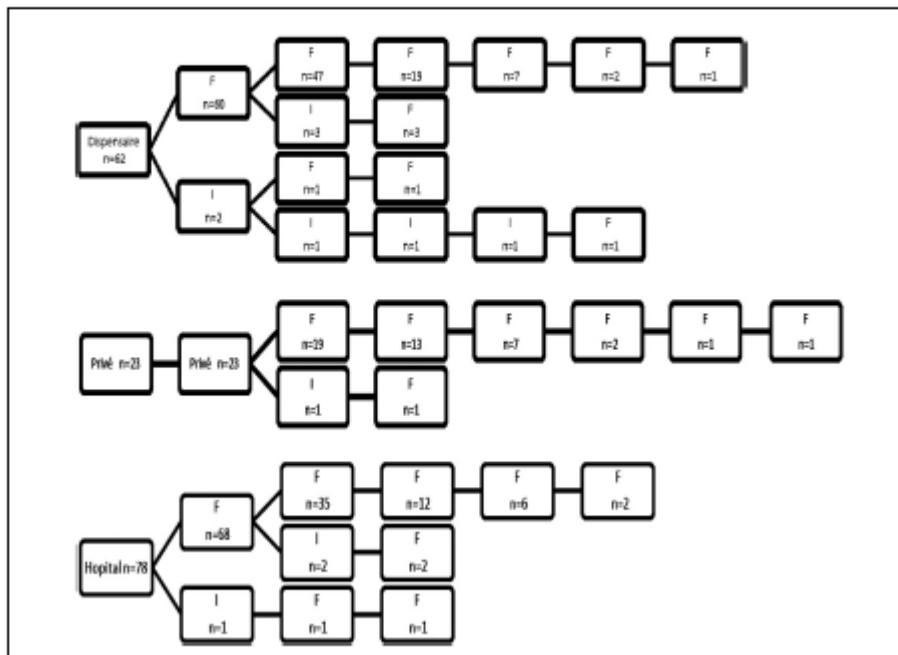 F F F F F
n=47 n=19 n=7 n=2 n=1
F
n=60
I F
n=3 n=3
Dispensaire
n=62
F F
n=1 n=1
I
n=2
I I I F
n=1 n=1 n=1 n=1
F F F F F F
n=19 n=13 n=7 n=2 n=1 n=1
Privé n=23 Privé n=23
I F
n=1 n=1
F F F F
n=35 n=12 n=6 n=2
F
n=68
I F
n=2 n=2
Hopital n=78
I F F
n=1 n=1 n=1